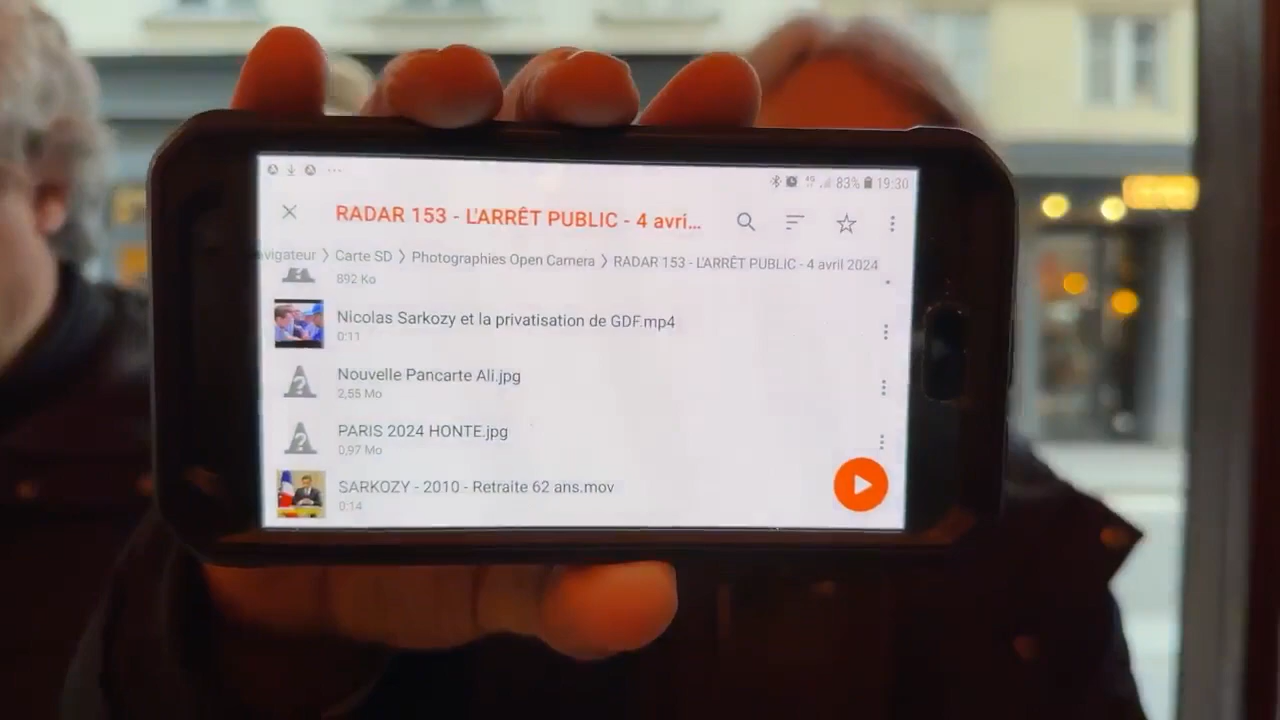 83% 19:30
RADAR 153 - L'ARRÊT PUBLIC - 4 avri...
vigateur > Carte SD > Photographies Open Camera > RADAR 153 - L'ARRÊT PUBLIC - 4 avril 2024
892 Ko
Nicolas Sarkozy et la privatisation de GDF.mp4
0:11
Nouvelle Pancarte Ali.jpg
2,55 Mo
PARIS 2024 HONTE.jpg
0,97 Mo
SARKOZY - 2010 - Retraite 62 ans.mov
0:14